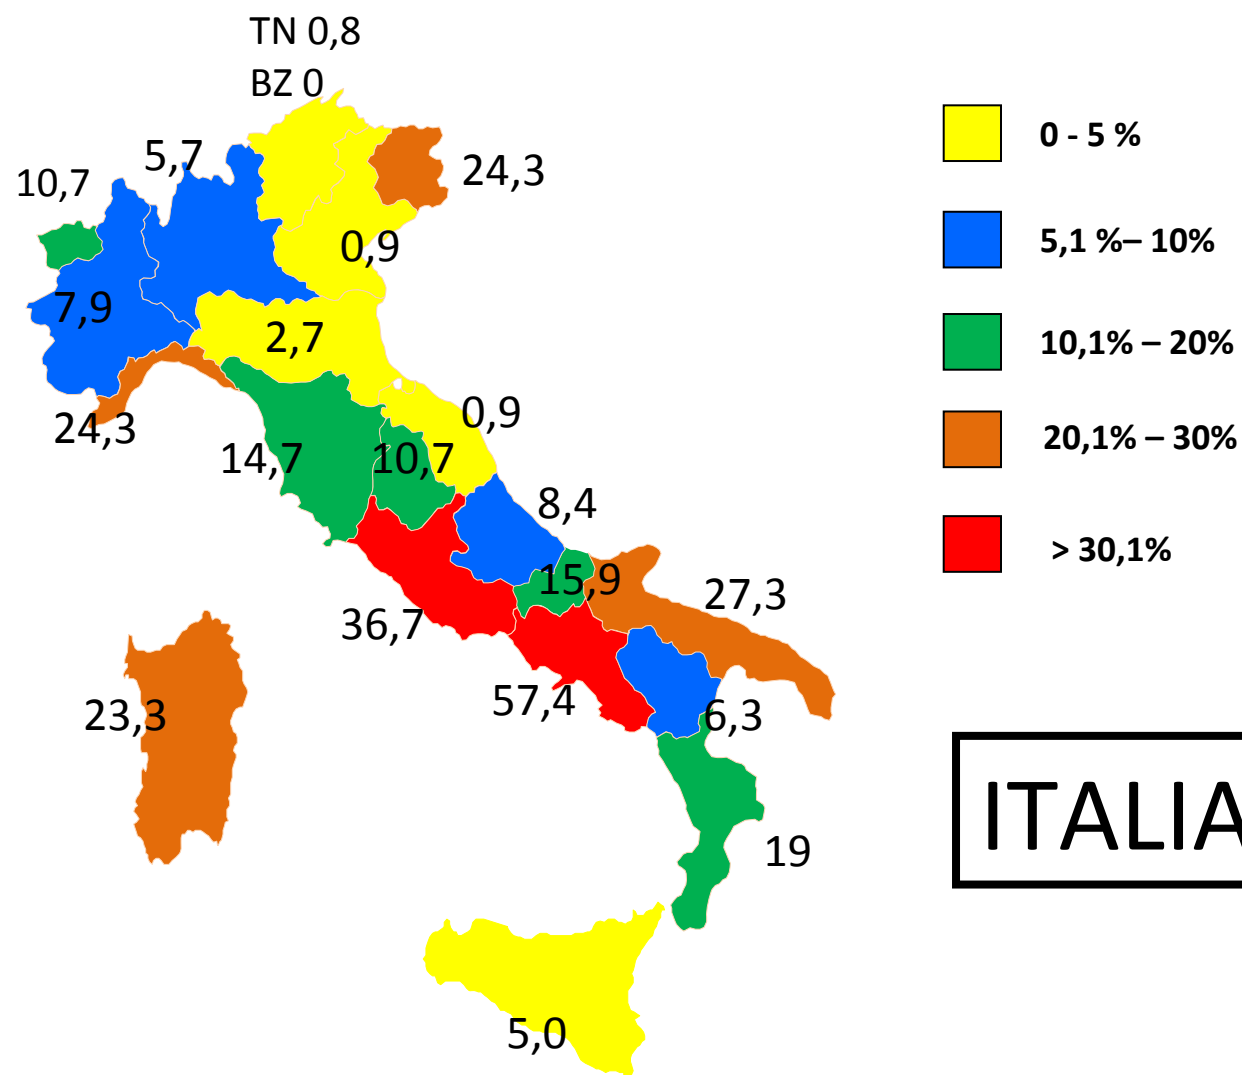 TN 0,8
BZ 0
5,7
10,7
24,3
0,9
7,9
2,7
24,3
0,9
14,7
10,7
8,4
15,9
27,3
36,7
57,4
6,3
23,3
19
5,0
0 - 5 %
5,1 %– 10%
10,1% – 20%
20,1% – 30%
> 30,1%
ITALIA